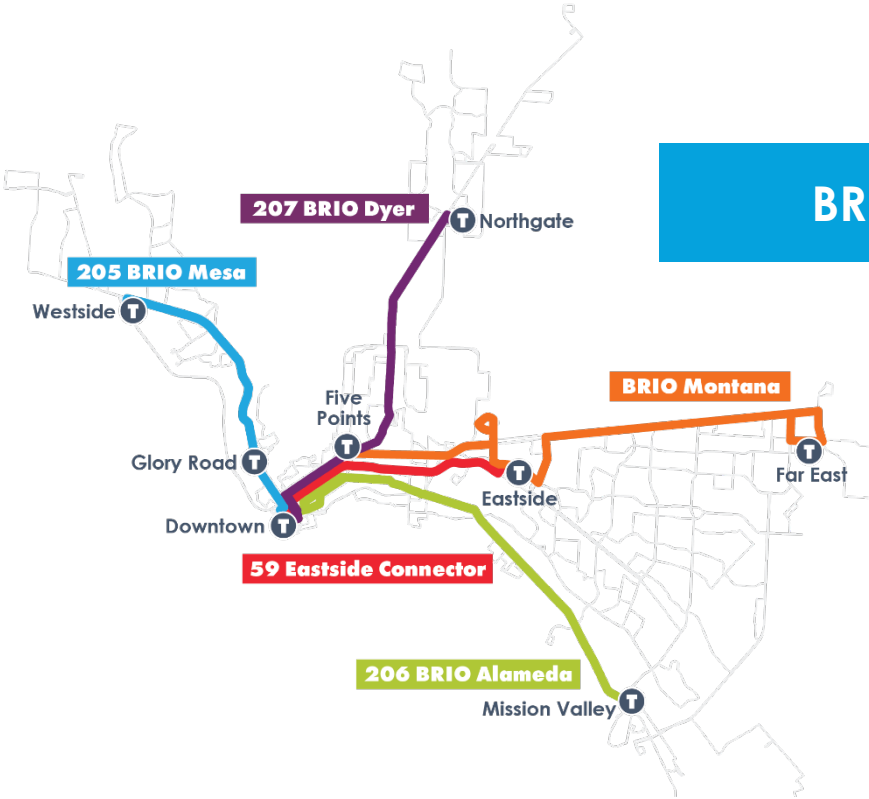 BR
207 BRIO Dyer
T Northgate
205 BRIO Mesa
Westside T
BRIO Montana
Five
Points
T
Glory Road T
T
Far East
T
Eastside
Downtown T
59 Eastside Connector
206 BRIO Alameda
Mission Valley T